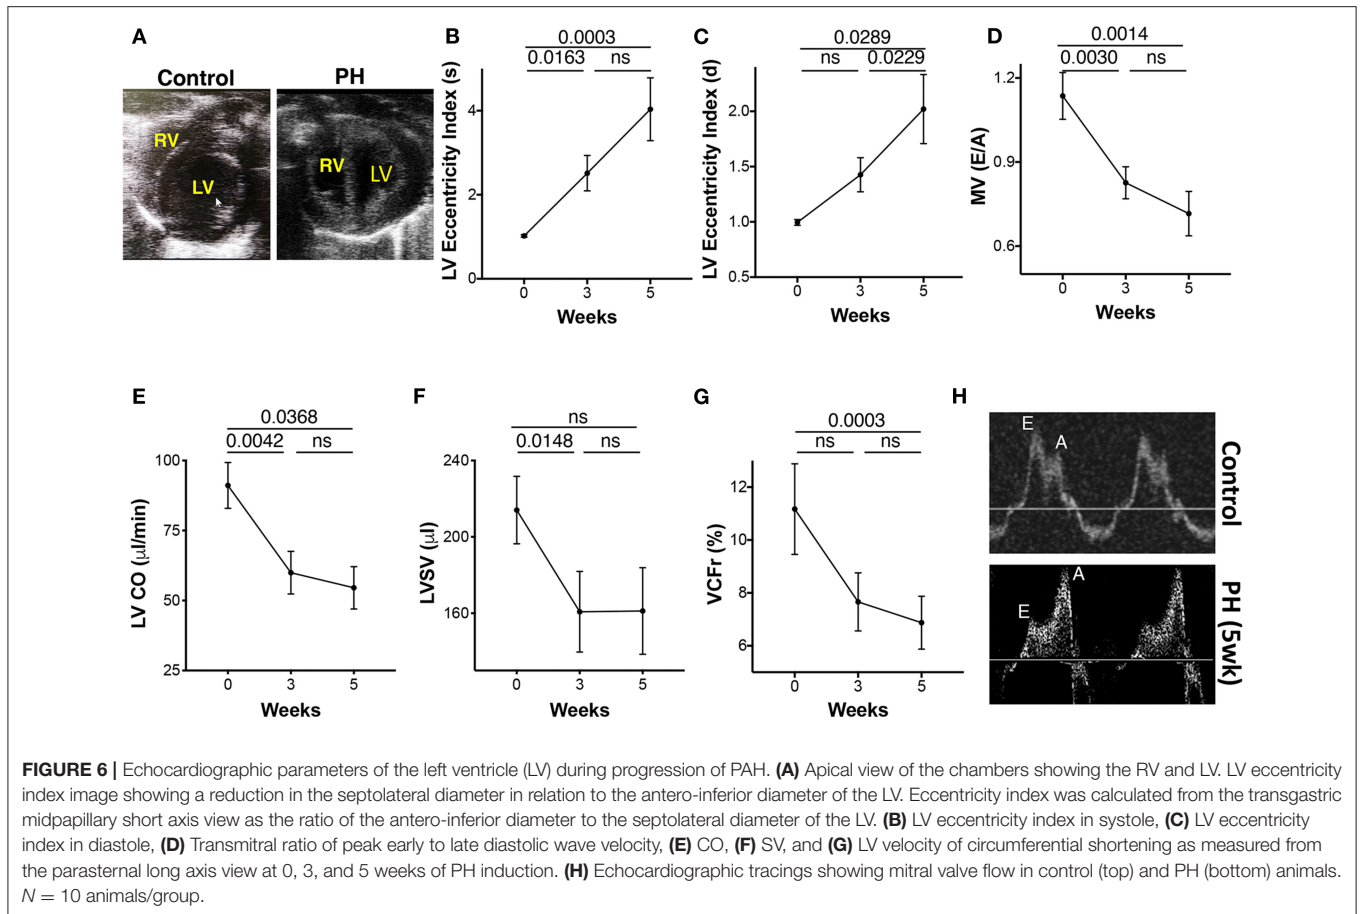 A
Control
PH
RV
LV
RV
LV
B
0.0003
0.0163
ns
LV Eccentricity Index (s)
4
2
0
0
3
5
Weeks
C
0.0289
ns
0.0229
LV Eccentricity Index (d)
2.0
1.5
1.0
0.5
0
3
5
Weeks
D
0.0014
0.0030
ns
MV (E/A)
1.2
0.9
0.6
0
3
5
Weeks
E
0.0368
0.0042
ns
LV CO (µl/min)
100
75
50
25
0
3
5
Weeks
F
ns
0.0148
ns
LVSV (µl)
240
200
160
0
3
5
Weeks
G
0.0003
ns
ns
VCFr (%)
12
10
8
6
0
3
5
Weeks
H
E
A
Control
E
A
PH (5wk)
FIGURE 6 | Echocardiographic parameters of the left ventricle (LV) during progression of PAH. (A) Apical view of the chambers showing the RV and LV. LV eccentricity
index image showing a reduction in the septolateral diameter in relation to the antero-inferior diameter of the LV. Eccentricity index was calculated from the transgastric
midpapillary short axis view as the ratio of the antero-inferior diameter to the septolateral diameter of the LV. (B) LV eccentricity index in systole, (C) LV eccentricity
index in diastole, (D) Transmitral ratio of peak early to late diastolic wave velocity, (E) CO, (F) SV, and (G) LV velocity of circumferential shortening as measured from
the parasternal long axis view at 0, 3, and 5 weeks of PH induction. (H) Echocardiographic tracings showing mitral valve flow in control (top) and PH (bottom) animals.
N = 10 animals/group.